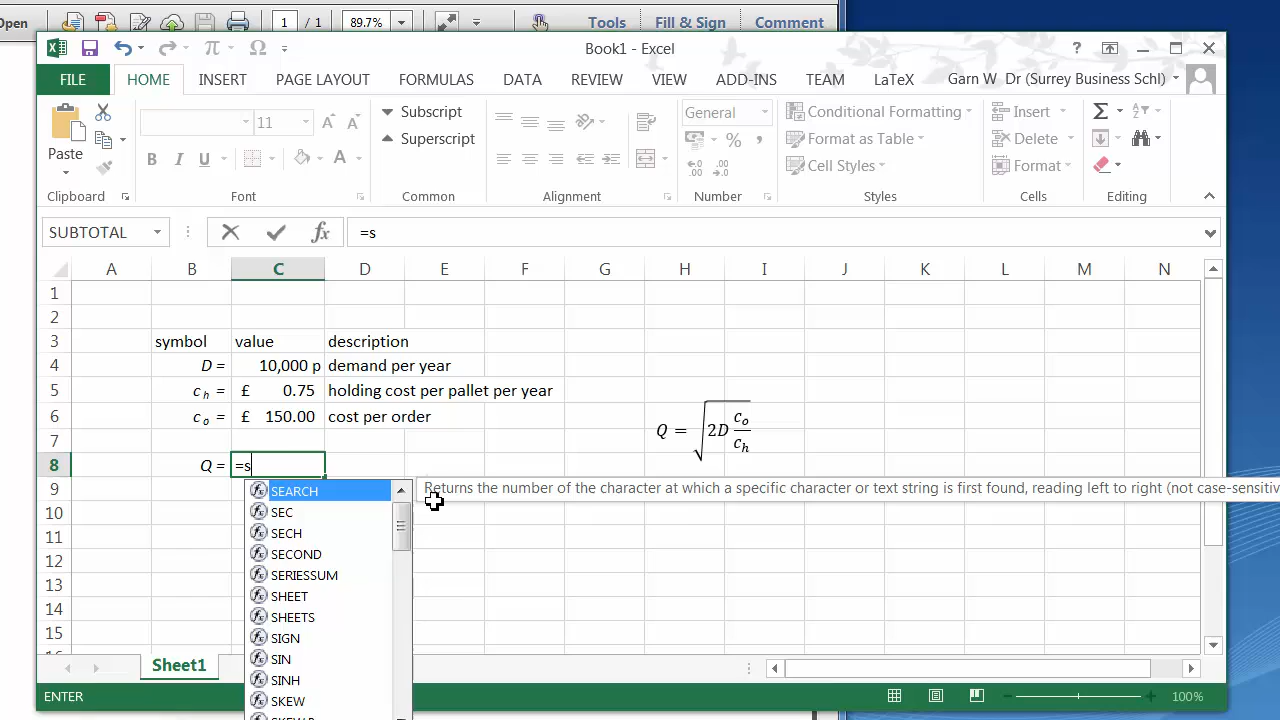 Open 1 / 1 89.7% Tools Fill & Sign Comment
Book1 - Excel ?
FILE HOME INSERT PAGE LAYOUT FORMULAS DATA REVIEW VIEW ADD-INS TEAM LaTeX Garn W Dr (Surrey Business Schl)
Paste 11 B I U A A A Subscript Superscript General % , Conditional Formatting Format as Table Cell Styles Insert Delete Format Σ
Clipboard Font Common Alignment Number Styles Cells Editing
SUBTOTAL fx =s
A B C D E F G H I J K L M N
1
2
3 symbol value description
4 D = 10,000 p demand per year
5 c h = £ 0.75 holding cost per pallet per year
6 c o = £ 150.00 cost per order
Q = √2D co/ch
7
8 Q = =s
9 SEARCH Returns the number of the character at which a specific character or text string is first found, reading left to right (not case-sensitiv
10 SEC
11 SECH
12 SECOND
13 SERIESSUM
14 SHEET
15 SHEETS
SIGN
SIN
SINH
SKEW
Sheet1
ENTER 100%